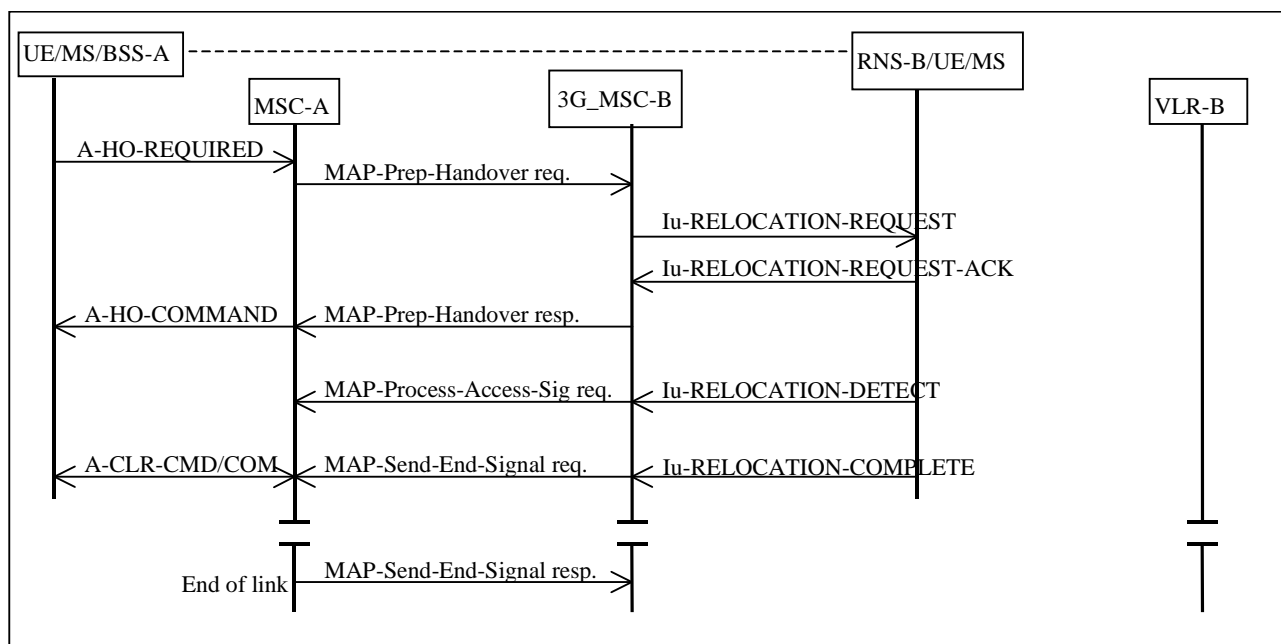 UE/MS/BSS-A
RNS-B/UE/MS
MSC-A
3G_MSC-B
VLR-B
A-HO-REQUIRED
MAP-Prep-Handover req.
Iu-RELOCATION-REQUEST
Iu-RELOCATION-REQUEST-ACK
A-HO-COMMAND
MAP-Prep-Handover resp.
MAP-Process-Access-Sig req.
Iu-RELOCATION-DETECT
A-CLR-CMD/COM
MAP-Send-End-Signal req.
Iu-RELOCATION-COMPLETE
End of link
MAP-Send-End-Signal resp.